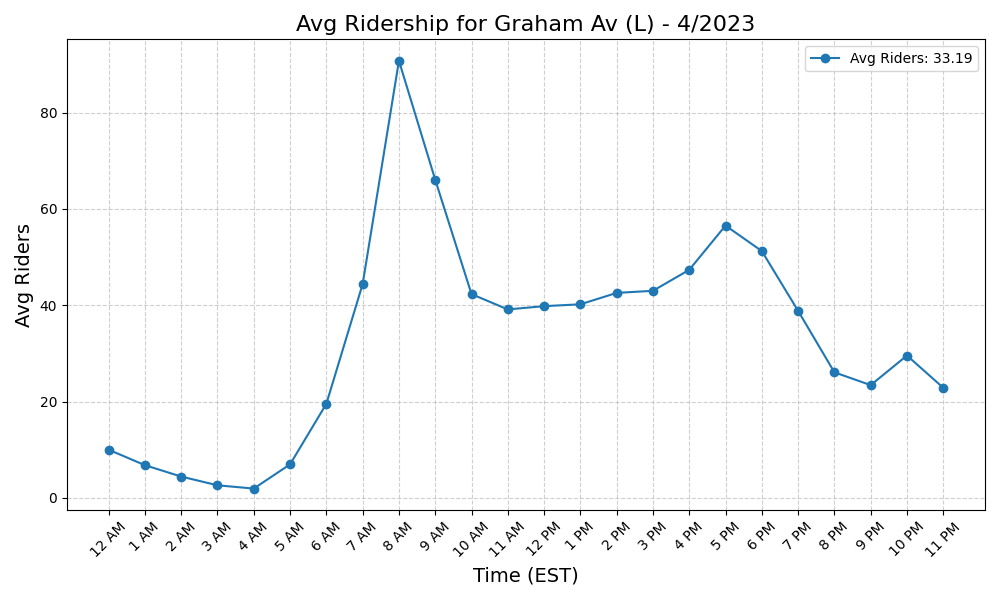 Avg Ridership for Graham Av (L) - 4/2023
Avg Riders: 33.19
Avg Riders
80
60
40
20
0
12 AM
1 AM
2 AM
3 AM
4 AM
5 AM
6 AM
7 AM
8 AM
9 AM
10 AM
11 AM
12 PM
1 PM
2 PM
3 PM
4 PM
5 PM
6 PM
7 PM
8 PM
9 PM
10 PM
11 PM
Time (EST)